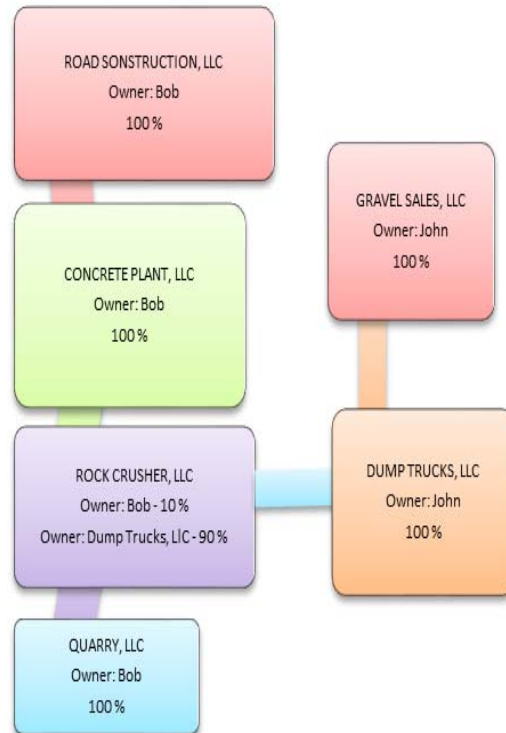 ROAD SONSTRUCTION, LLC
Owner: Bob
100 %
CONCRETE PLANT, LLC
Owner: Bob
100 %
ROCK CRUSHER, LLC
Owner: Bob - 10 %
Owner: Dump Trucks, LlC - 90 %
QUARRY, LLC
Owner: Bob
100 %
GRAVEL SALES, LLC
Owner: John
100 %
DUMP TRUCKS, LLC
Owner: John
100 %